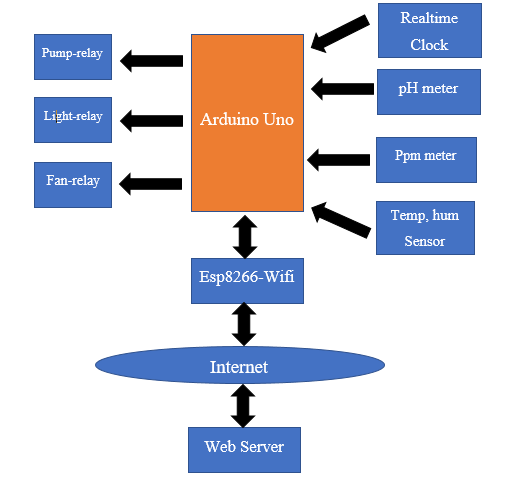 Realtime
Clock
Pump-relay
pH meter
Light-relay
Arduino Uno
Ppm meter
Fan-relay
Temp, hum
Sensor
Esp8266-Wifi
Internet
Web Server